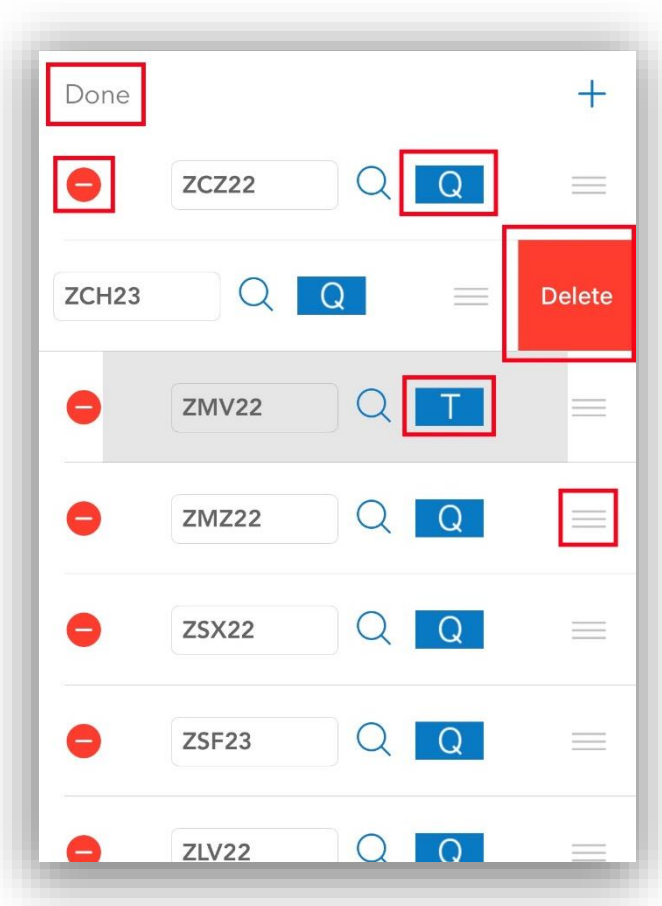 Done +
ZCZ22 Q
ZCH23 Q Delete
ZMV22 T
ZMZ22 Q
ZSX22 Q
ZSF23 Q
ZLV22 Q